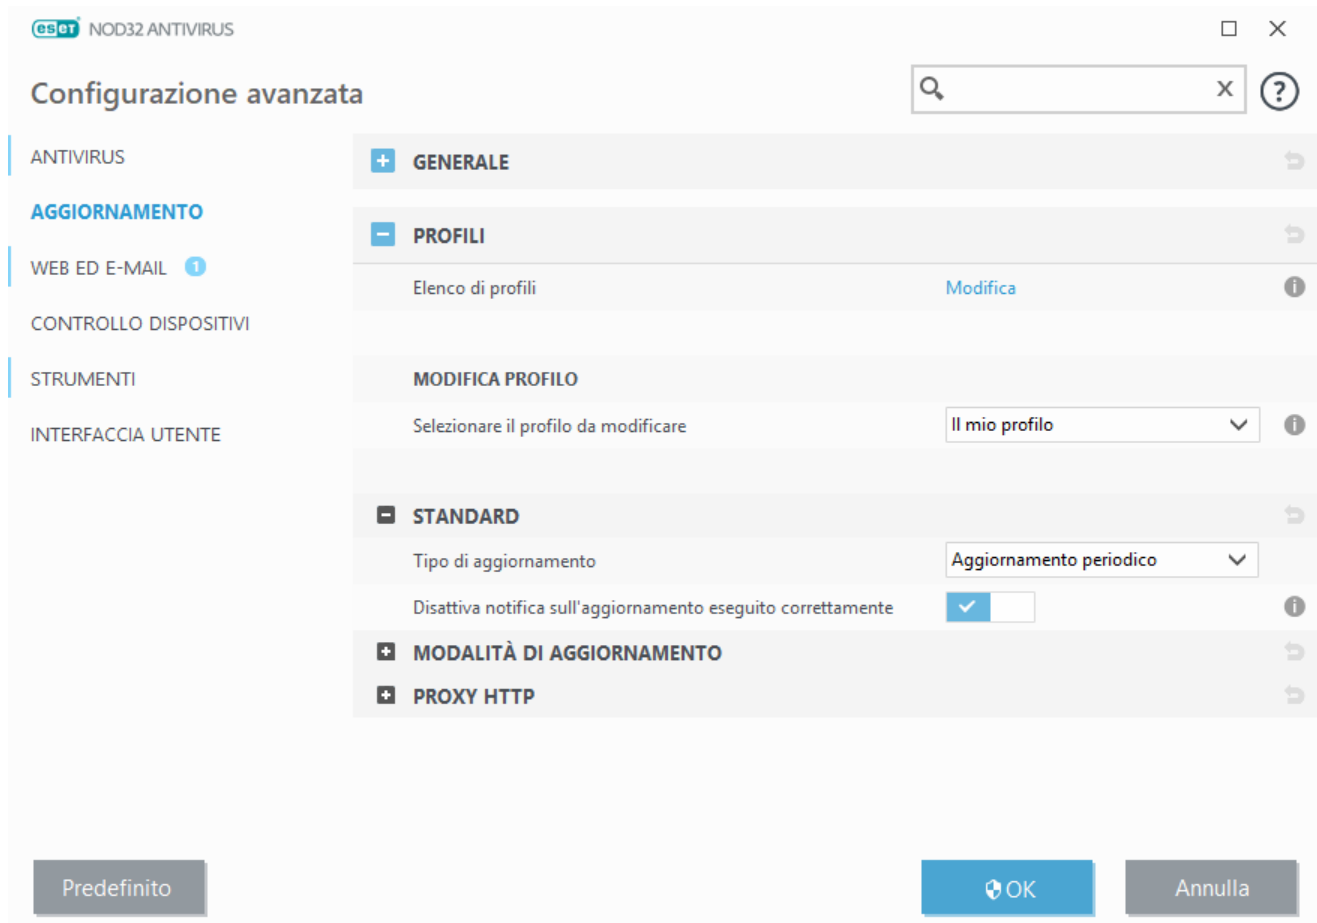 eset NOD32 ANTIVIRUS
Configurazione avanzata
x ?
ANTIVIRUS
AGGIORNAMENTO
WEB ED E-MAIL 1
CONTROLLO DISPOSITIVI
STRUMENTI
INTERFACCIA UTENTE
GENERALE
PROFILI
Elenco di profili Modifica
MODIFICA PROFILO
Selezionare il profilo da modificare Il mio profilo
STANDARD
Tipo di aggiornamento Aggiornamento periodico
Disattiva notifica sull'aggiornamento eseguito correttamente
MODALITÀ DI AGGIORNAMENTO
PROXY HTTP
Predefinito OK Annulla